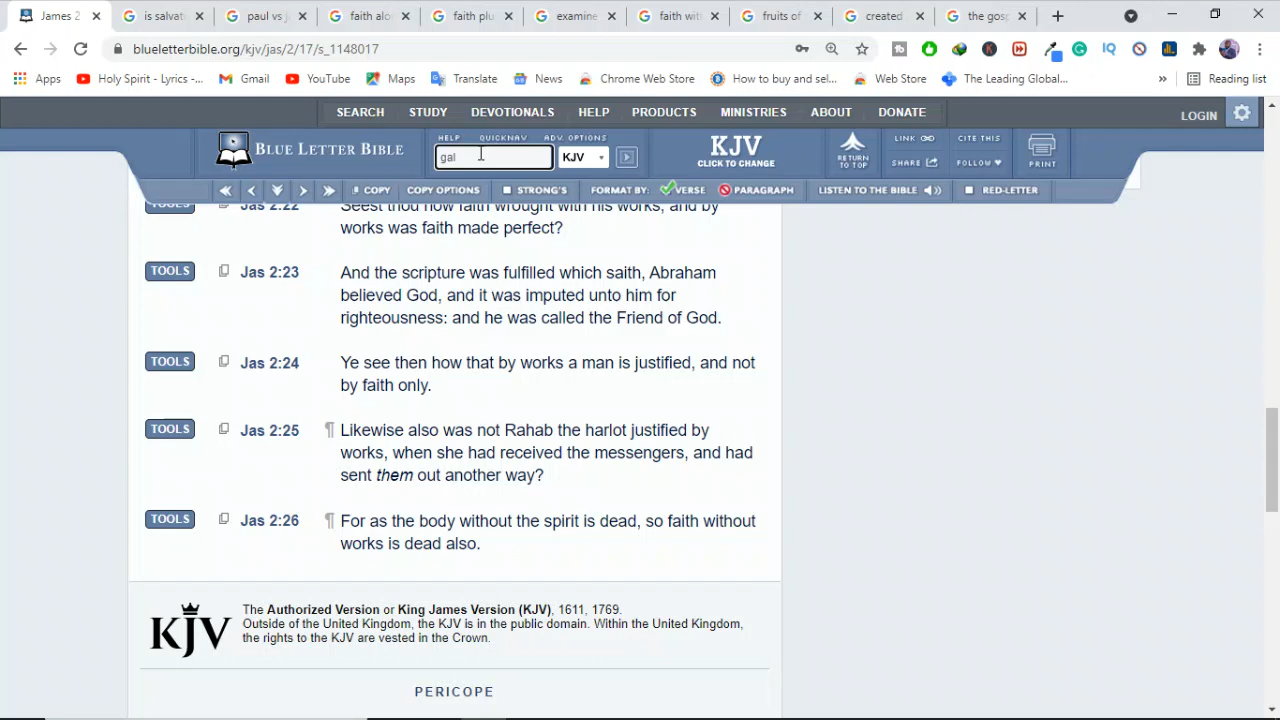 James 2
is salvat
paul vs j
faith alo
faith plu
examine
faith with
fruits of
created
the gosp
blueletterbible.org/kjv/jas/2/17/s_1148017
Apps
Holy Spirit - Lyrics -...
Gmail
YouTube
Maps
Translate
News
Chrome Web Store
How to buy and sel...
Web Store
The Leading Global...
»
Reading list
SEARCH STUDY DEVOTIONALS HELP PRODUCTS MINISTRIES ABOUT DONATE
LOGIN
BLUE LETTER BIBLE
HELP QUICKNAV ADV. OPTIONS
gal
KJV
KJV
CLICK TO CHANGE
RETURN
TO TOP
LINK
SHARE
CITE THIS
FOLLOW
PRINT
COPY COPY OPTIONS STRONG'S FORMAT BY: VERSE PARAGRAPH LISTEN TO THE BIBLE RED-LETTER
TOOLS Jas 2:22 Seest thou how faith wrought with his works, and by
works was faith made perfect?
TOOLS Jas 2:23 And the scripture was fulfilled which saith, Abraham
believed God, and it was imputed unto him for
righteousness: and he was called the Friend of God.
TOOLS Jas 2:24 Ye see then how that by works a man is justified, and not
by faith only.
TOOLS Jas 2:25 ¶ Likewise also was not Rahab the harlot justified by
works, when she had received the messengers, and had
sent them out another way?
TOOLS Jas 2:26 ¶ For as the body without the spirit is dead, so faith without
works is dead also.
KJV
The Authorized Version or King James Version (KJV), 1611, 1769.
Outside of the United Kingdom, the KJV is in the public domain. Within the United Kingdom,
the rights to the KJV are vested in the Crown.
PERICOPE